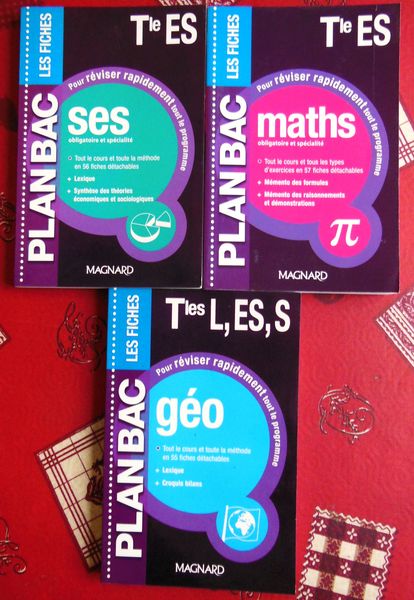 PLAN BAC
LES FICHES
Tle ES
Pour réviser rapidement tout le programme
ses
obligatoire et spécialité
Tout le cours et toute la méthode
en 56 fiches détachables
+ Lexique
+ Synthèse des théories
économiques et sociologiques
MAGNARD
PLAN BAC
LES FICHES
Tle ES
Pour réviser rapidement tout le programme
maths
obligatoire et spécialité
Tout le cours et tous les types
d'exercices en 57 fiches détachables
+ Mémento des formules
+ Mémento des raisonnements
et démonstrations
π
MAGNARD
PLAN BAC
LES FICHES
Tles L, ES, S
Pour réviser rapidement tout le programme
géo
Tout le cours et toute la méthode
en 55 fiches détachables
+ Lexique
+ Croquis bilans
MAGNARD